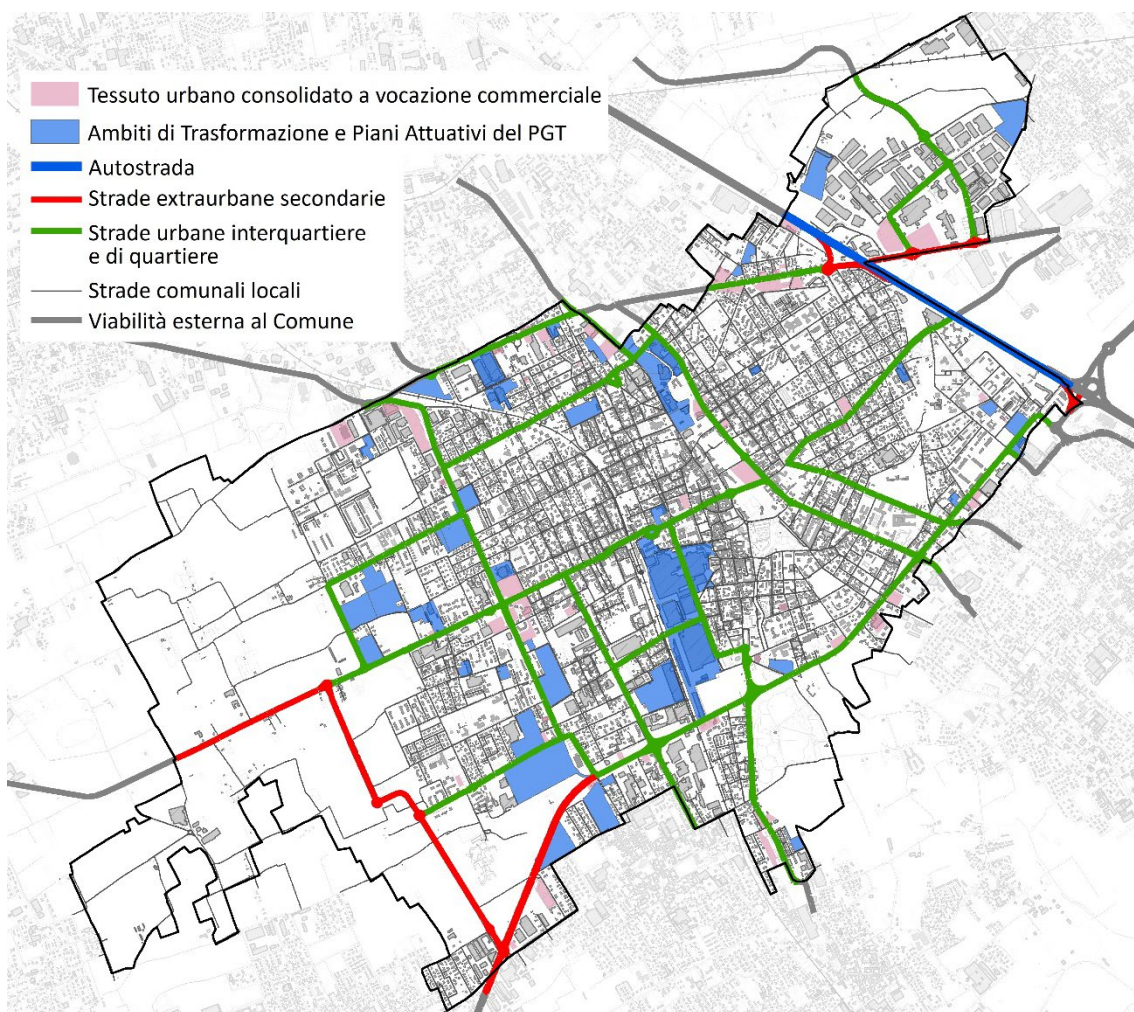 Tessuto urbano consolidato a vocazione commerciale
Ambiti di Trasformazione e Piani Attuativi del PGT
Autostrada
Strade extraurbane secondarie
Strade urbane interquartiere
e di quartiere
Strade comunali locali
Viabilità esterna al Comune